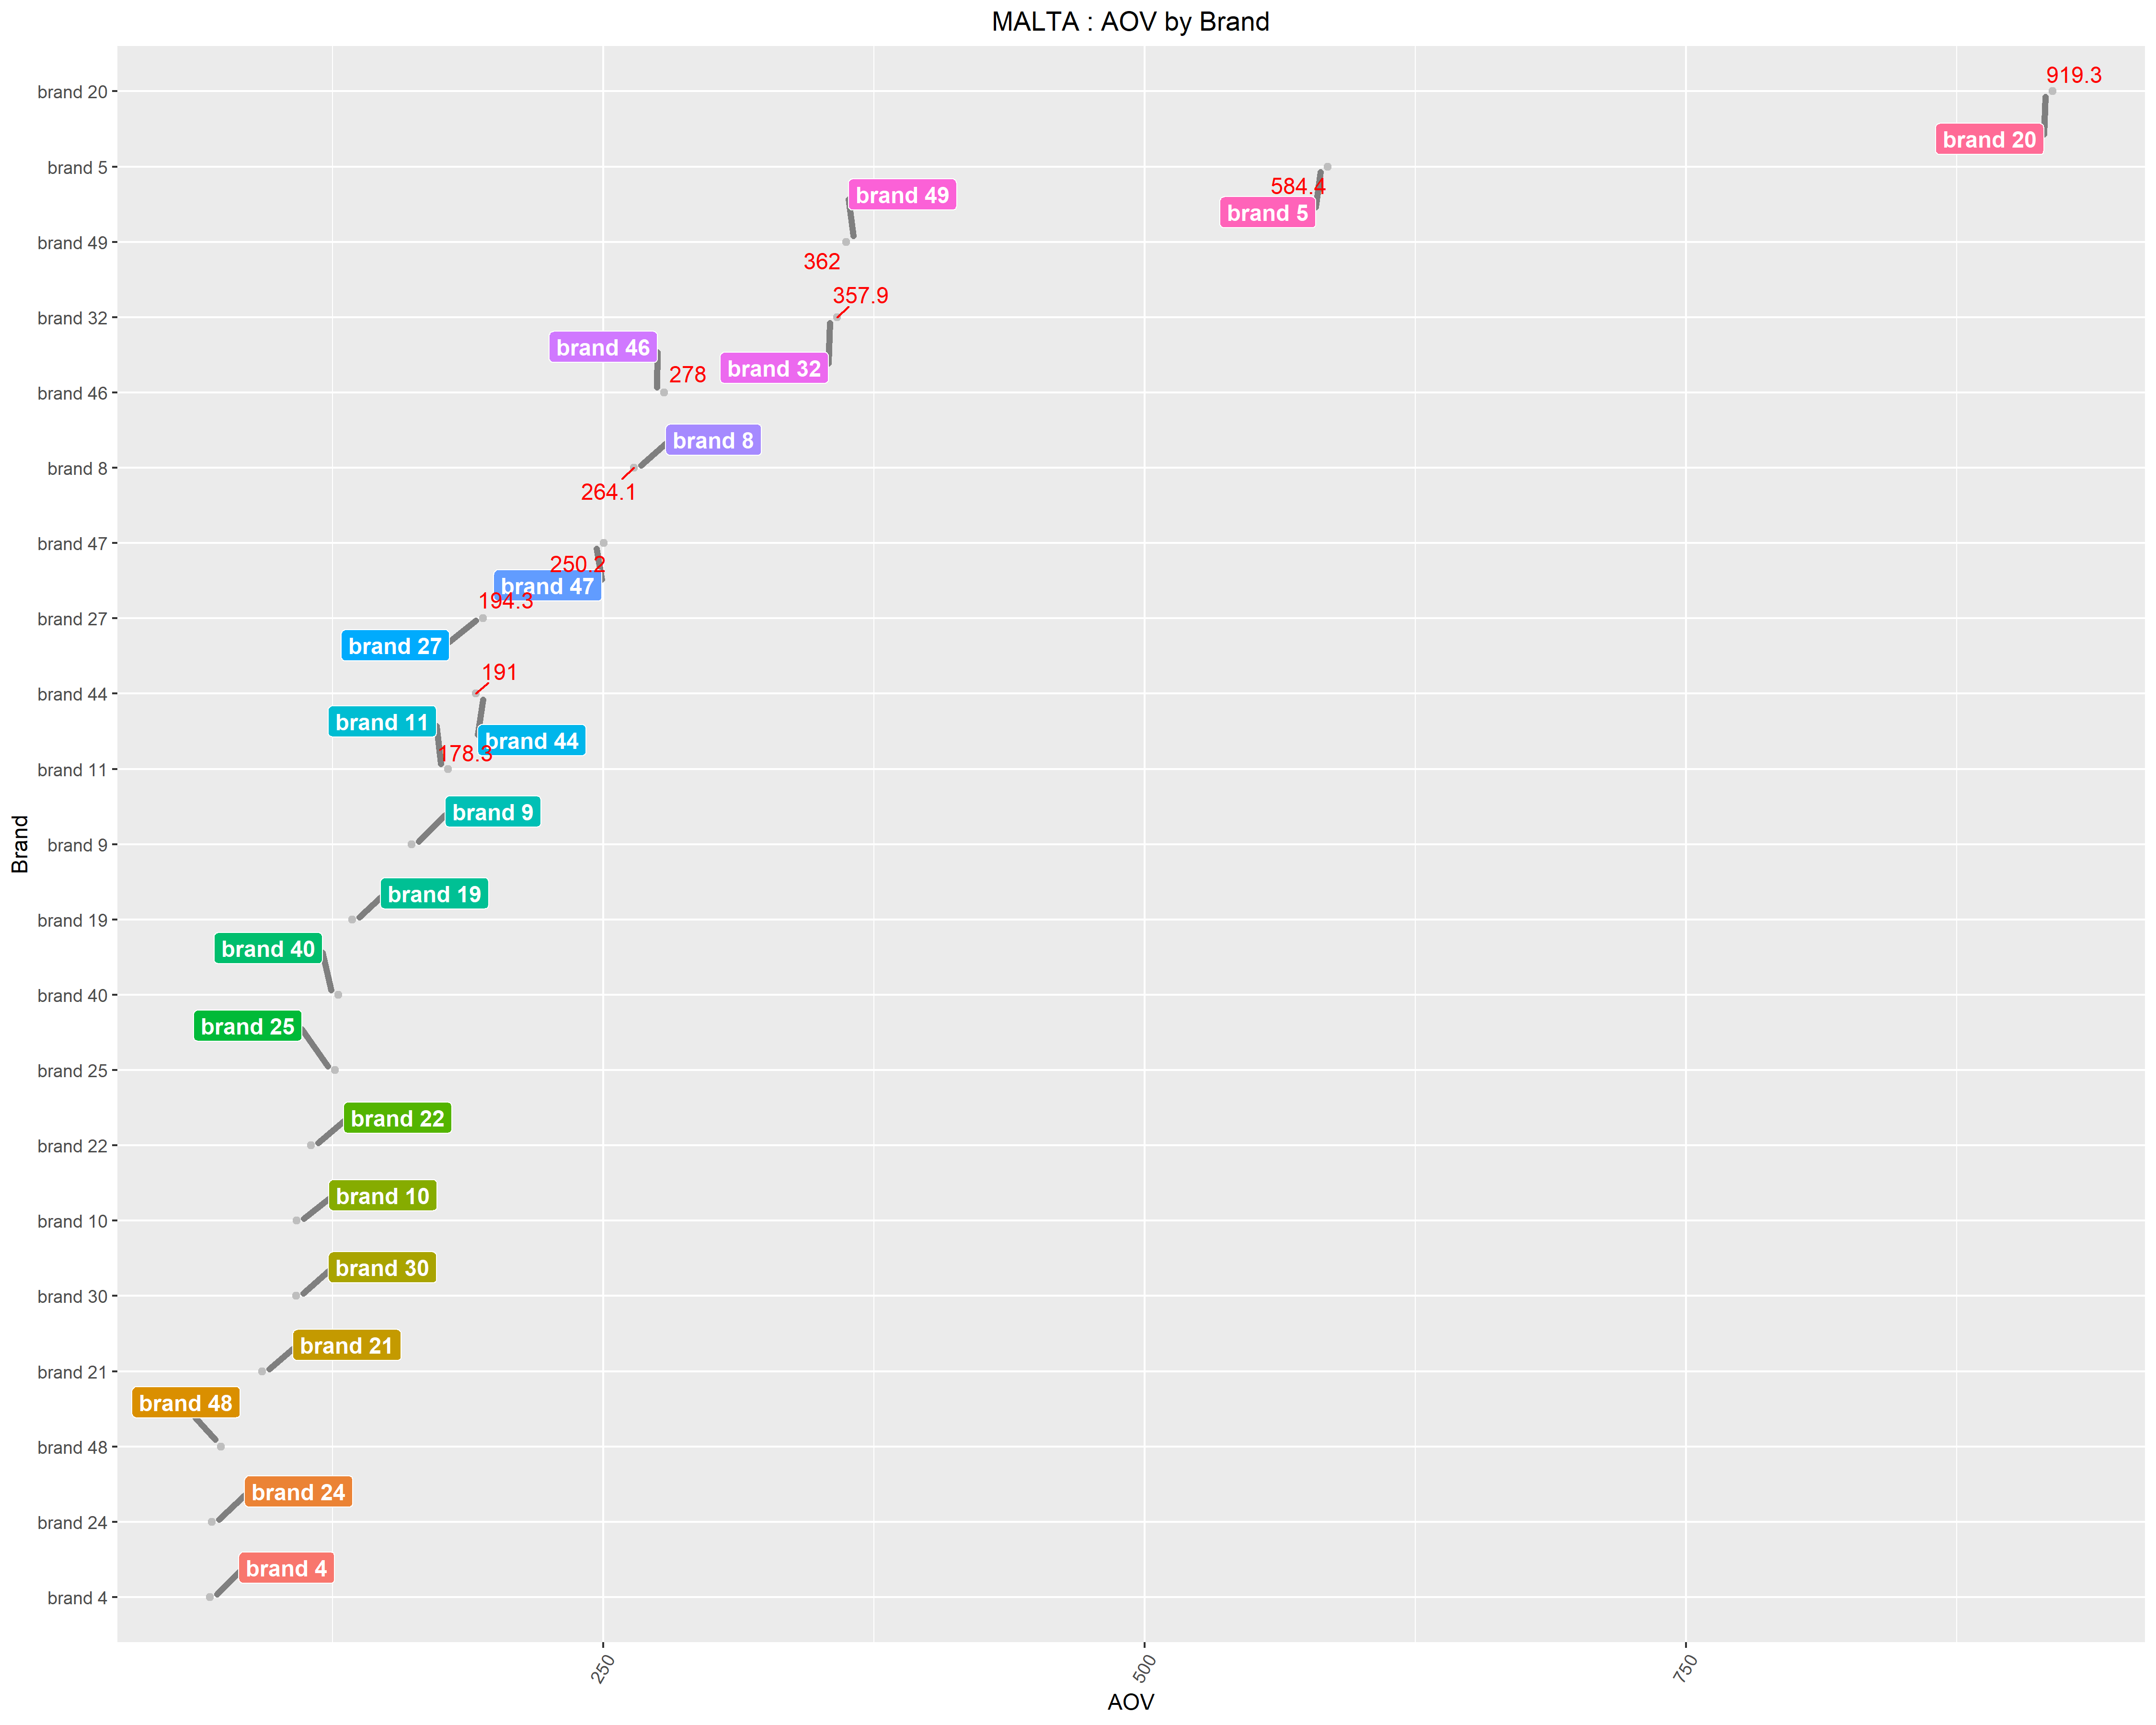 MALTA : AOV by Brand
919.3
brand 20
brand 20
brand 5
584.4
brand 49
brand 5
brand 49
362
357.9
brand 32
brand 46
brand 32
278
brand 46
brand 8
brand 8
264.1
brand 47
250.2
brand 47
194.3
brand 27
brand 27
191
brand 44
brand 11
brand 44
178.3
brand 11
brand 9
brand 9
brand 19
brand 19
brand 40
brand 40
brand 25
brand 25
brand 22
brand 22
brand 10
brand 10
brand 30
brand 30
brand 21
brand 21
brand 48
brand 48
brand 24
brand 24
brand 4
brand 4
Brand
250
500
750
AOV